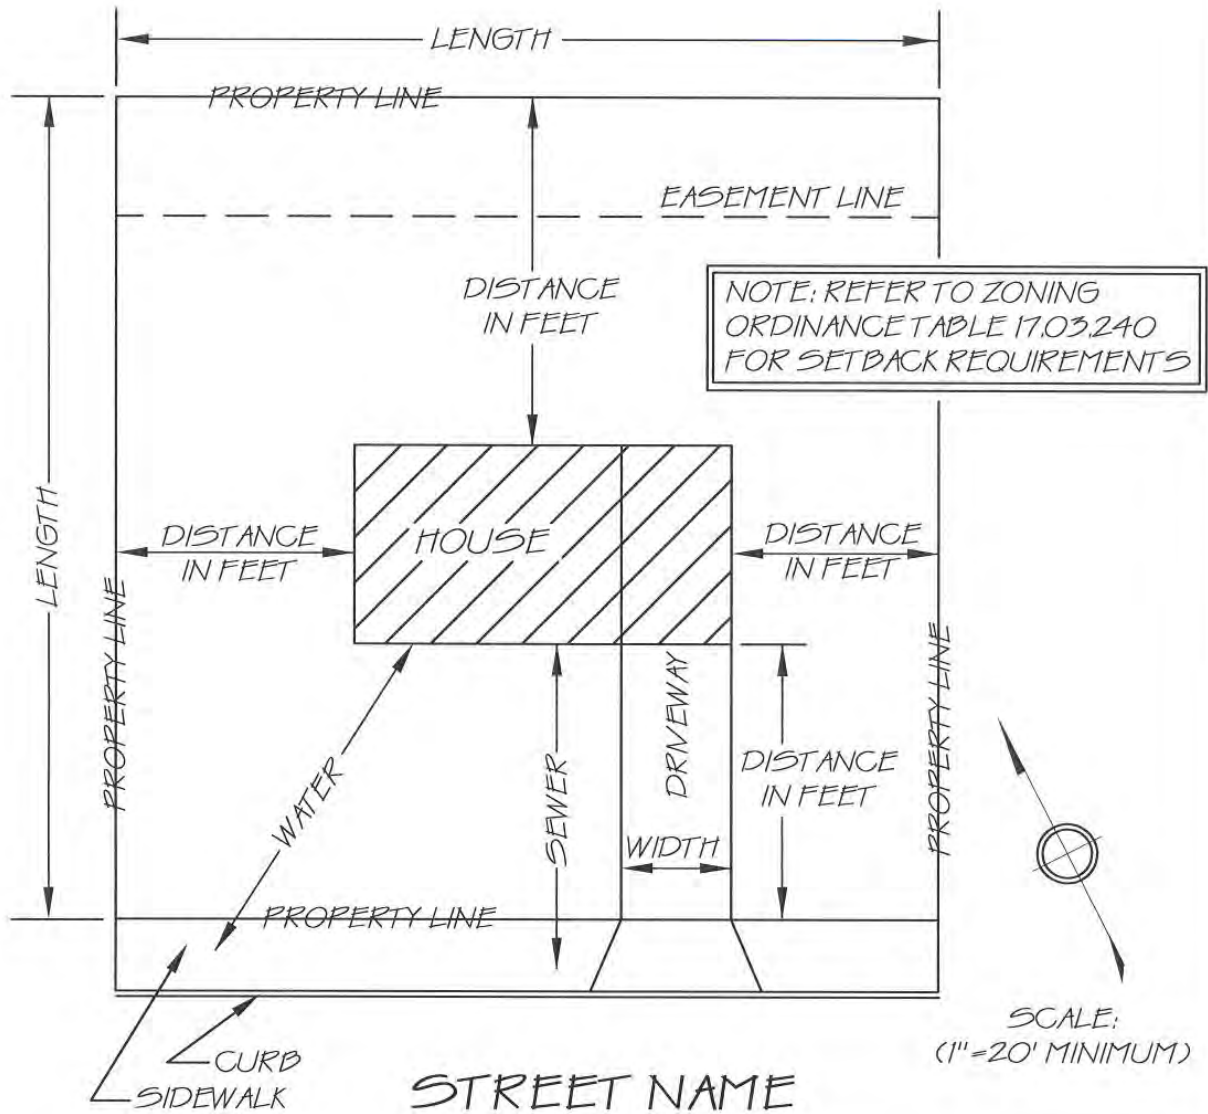 LENGTH
PROPERTY LINE
EASEMENT LINE
DISTANCE
IN FEET
NOTE: REFER TO ZONING
ORDINANCE TABLE 17.03.240
FOR SETBACK REQUIREMENTS
LENGTH
DISTANCE
IN FEET
HOUSE
DISTANCE
IN FEET
PROPERTY LINE
WATER
SEWER
DRIVEWAY
DISTANCE
IN FEET
PROPERTY LINE
WIDTH
PROPERTY LINE
CURB
SIDEWALK
STREET NAME
SCALE:
(1"=20' MINIMUM)